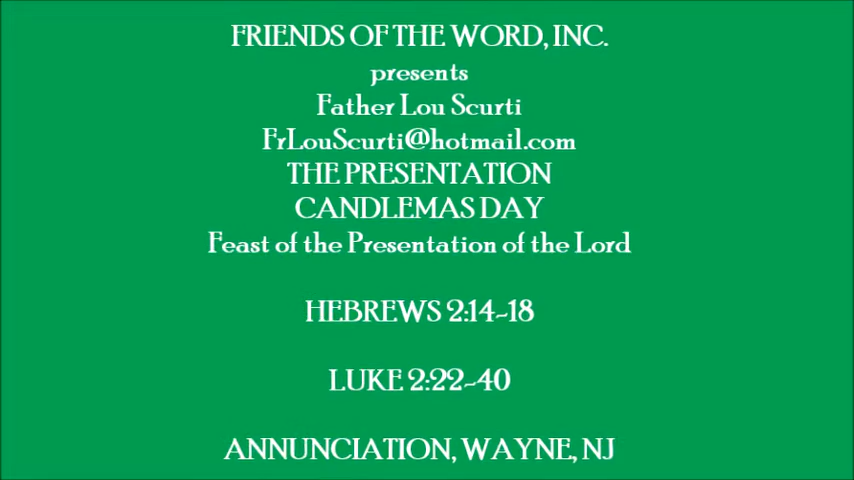 FRIENDS OF THE WORD, INC.
presents
Father Lou Scurti
FrLouScurti@hotmail.com
THE PRESENTATION
CANDLEMAS DAY
Feast of the Presentation of the Lord
HEBREWS 2:14-18
LUKE 2:22-40
ANNUNCIATION, WAYNE, NJ